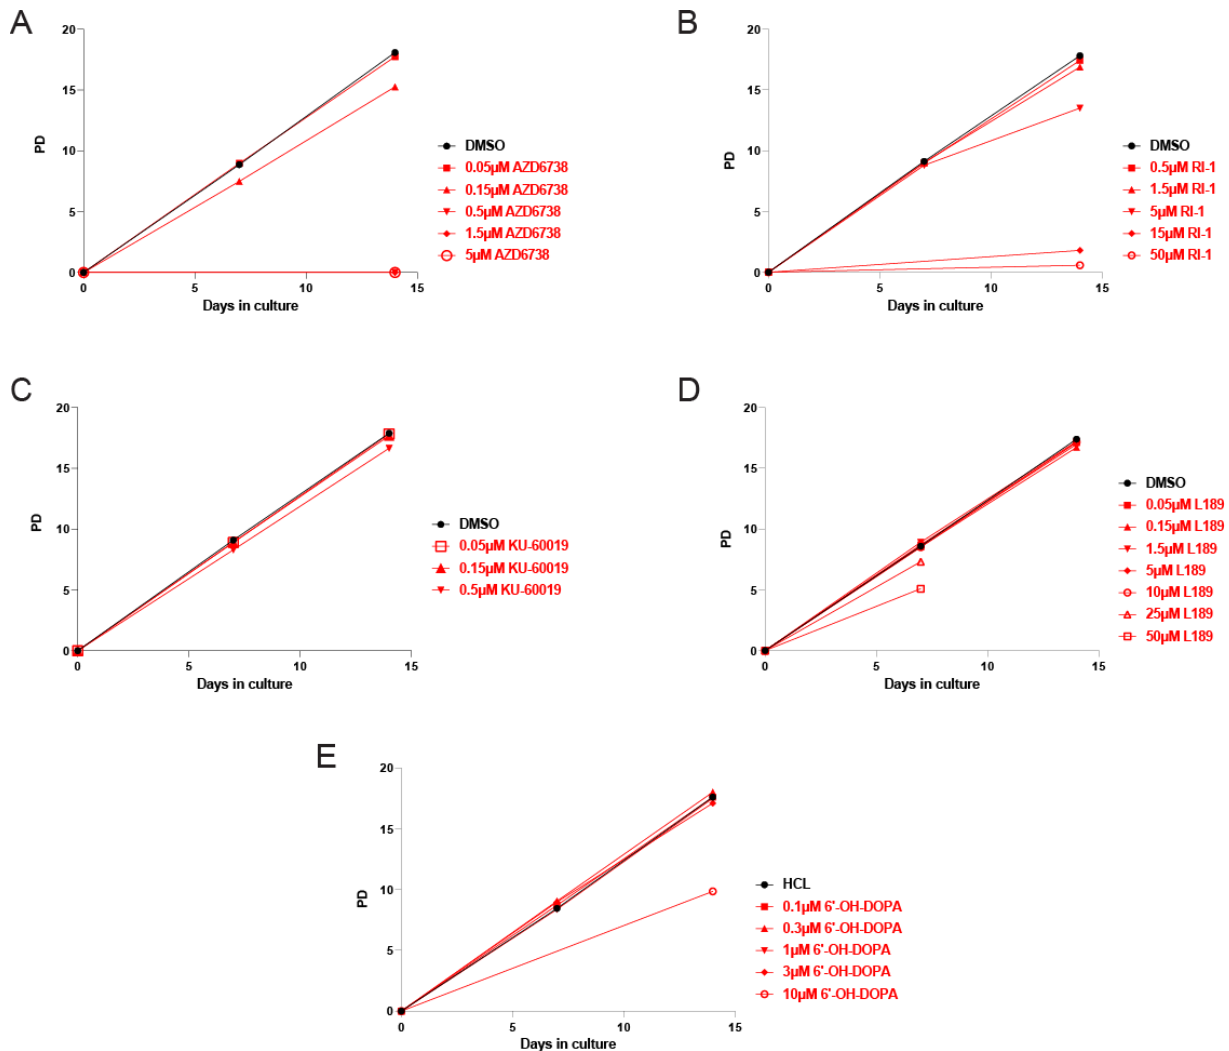 A
20
15
10
5
0
PD
0 5 10 15
Days in culture
DMSO
0.05µM AZD6738
0.15µM AZD6738
0.5µM AZD6738
1.5µM AZD6738
5µM AZD6738
B
20
15
10
5
0
PD
0 5 10 15
Days in culture
DMSO
0.5µM RI-1
1.5µM RI-1
5µM RI-1
15µM RI-1
50µM RI-1
C
20
15
10
5
0
PD
0 5 10 15
Days in culture
DMSO
0.05µM KU-60019
0.15µM KU-60019
0.5µM KU-60019
D
20
15
10
5
0
PD
0 5 10 15
Days in culture
DMSO
0.05µM L189
0.15µM L189
1.5µM L189
5µM L189
10µM L189
25µM L189
50µM L189
E
20
15
10
5
0
PD
0 5 10 15
Days in culture
HCL
0.1µM 6'-OH-DOPA
0.3µM 6'-OH-DOPA
1µM 6'-OH-DOPA
3µM 6'-OH-DOPA
10µM 6'-OH-DOPA